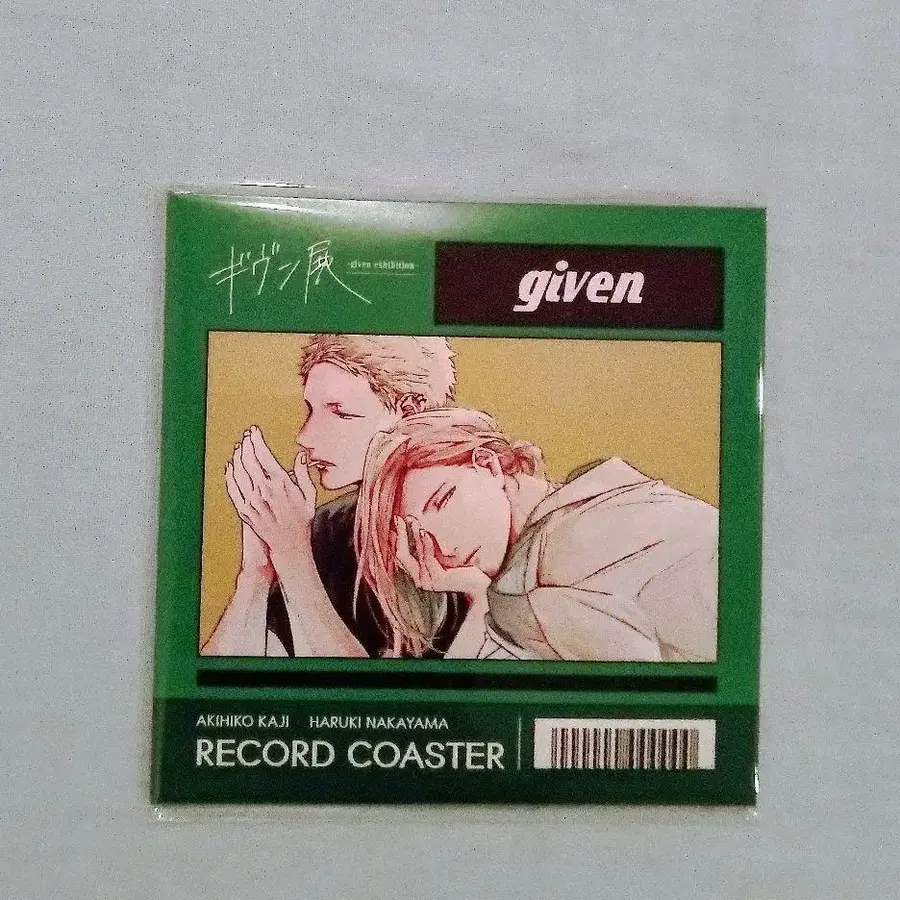 ギヴン展
-given exhibition-
given
AKIHIKO KAJI HARUKI NAKAYAMA
RECORD COASTER